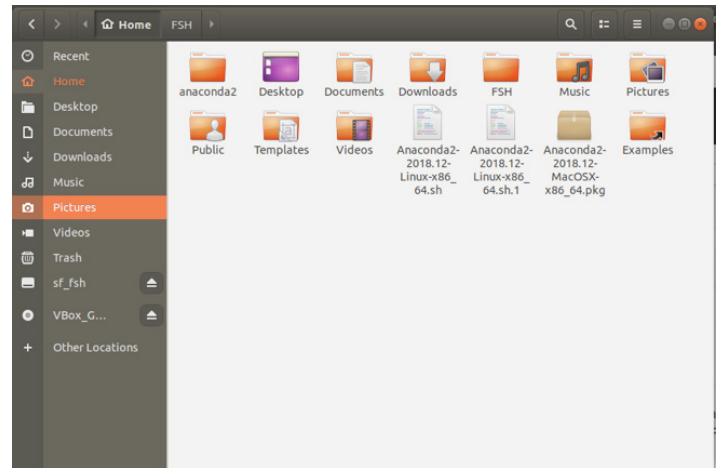 Home FSH
Recent
Home
Desktop
Documents
Downloads
Music
Pictures
Videos
Trash
sf_fsh
VBox_G...
+ Other Locations
anaconda2 Desktop Documents Downloads FSH Music Pictures
Public Templates Videos Anaconda2- Anaconda2- Anaconda2- Examples
2018.12- 2018.12- 2018.12-
Linux-x86_ Linux-x86_ MacOSX-
64.sh 64.sh.1 x86_64.pkg